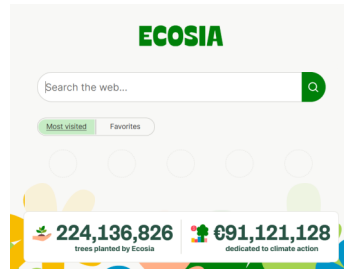 ECOSIA
Search the web...
Most visited Favorites
224,136,826 €91,121,128
trees planted by Ecosia dedicated to climate action